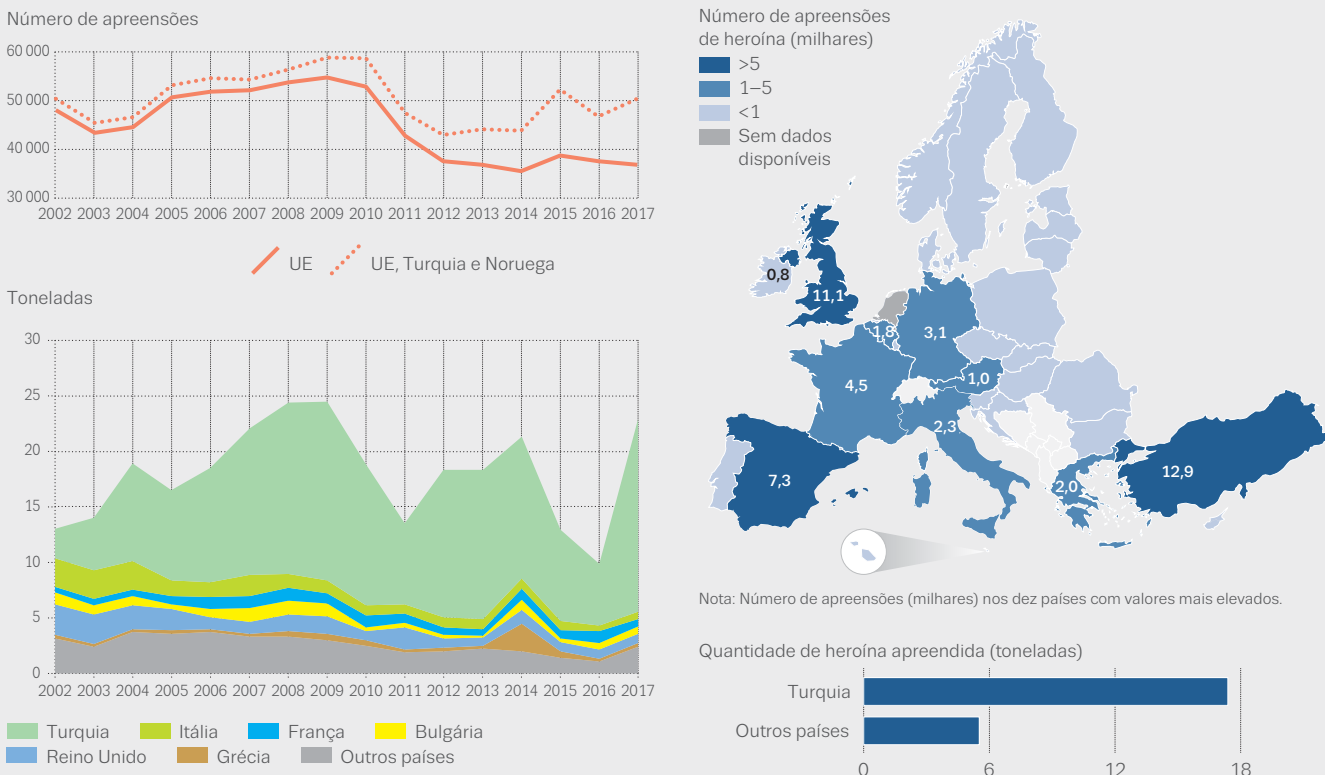 Número de apreensões
60 000
50 000
40 000
30 000
2002 2003 2004 2005 2006 2007 2008 2009 2010 2011 2012 2013 2014 2015 2016 2017
UE UE, Turquia e Noruega
Toneladas
30
25
20
15
10
5
0
2002 2003 2004 2005 2006 2007 2008 2009 2010 2011 2012 2013 2014 2015 2016 2017
Turquia Itália França Bulgária
Reino Unido Grécia Outros países
Número de apreensões
de heroína (milhares)
>5
1–5
<1
Sem dados
disponíveis
0,8
11,1
1,8
3,1
4,5
1,0
2,3
7,3
2,0
12,9
Nota: Número de apreensões (milhares) nos dez países com valores mais elevados.
Quantidade de heroína apreendida (toneladas)
Turquia
Outros países
0 6 12 18